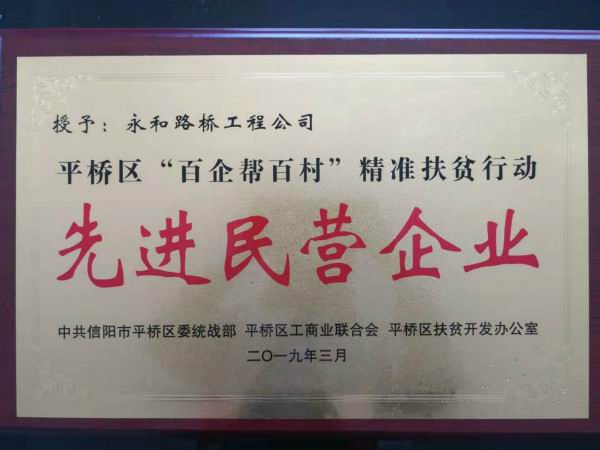 授予：永和路桥工程公司
平桥区“百企帮百村”精准扶贫行动
先进民营企业
中共信阳市平桥区委统战部 平桥区工商业联合会 平桥区扶贫开发办公室
二〇一九年三月